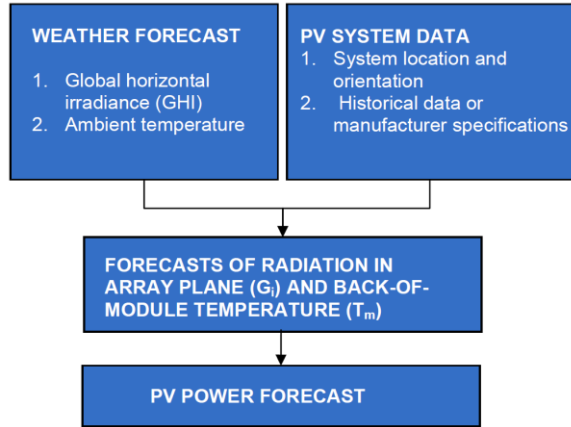 WEATHER FORECAST
1. Global horizontal
irradiance (GHI)
2. Ambient temperature
PV SYSTEM DATA
1. System location and
orientation
2. Historical data or
manufacturer specifications
FORECASTS OF RADIATION IN
ARRAY PLANE (Gi) AND BACK-OF-
MODULE TEMPERATURE (Tm)
PV POWER FORECAST